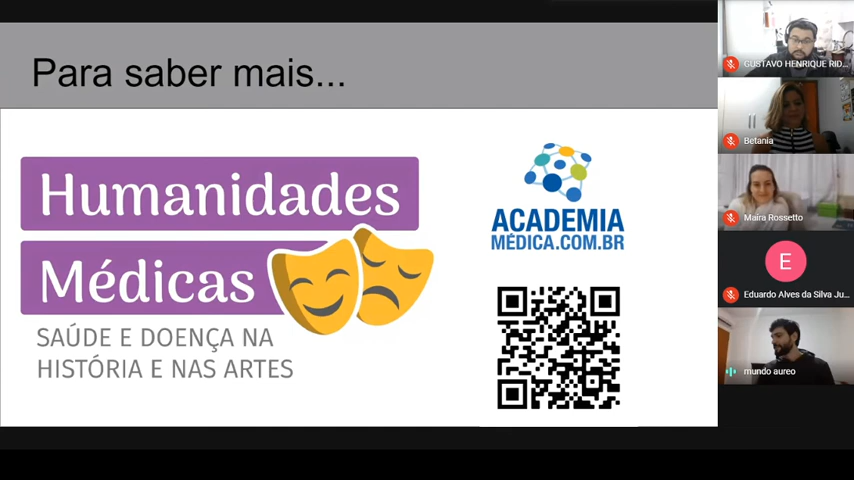 Para saber mais...
Humanidades
Médicas
SAÚDE E DOENÇA NA
HISTÓRIA E NAS ARTES
ACADEMIA
MÉDICA.COM.BR
GUSTAVO HENRIQUE RID...
Betania
Maira Rossetto
E
Eduardo Alves da Silva Ju...
mundo aureo